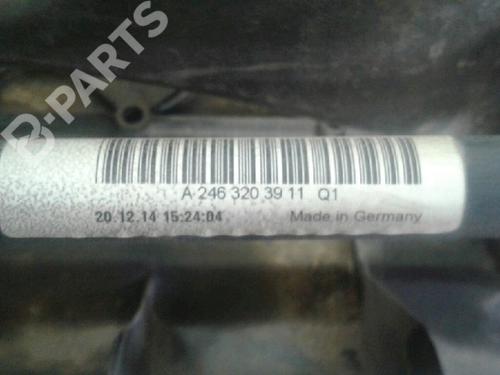 B-PARTS
A 246 320 39 11 Q1
20.12.14 15:24:04 Made in Germany